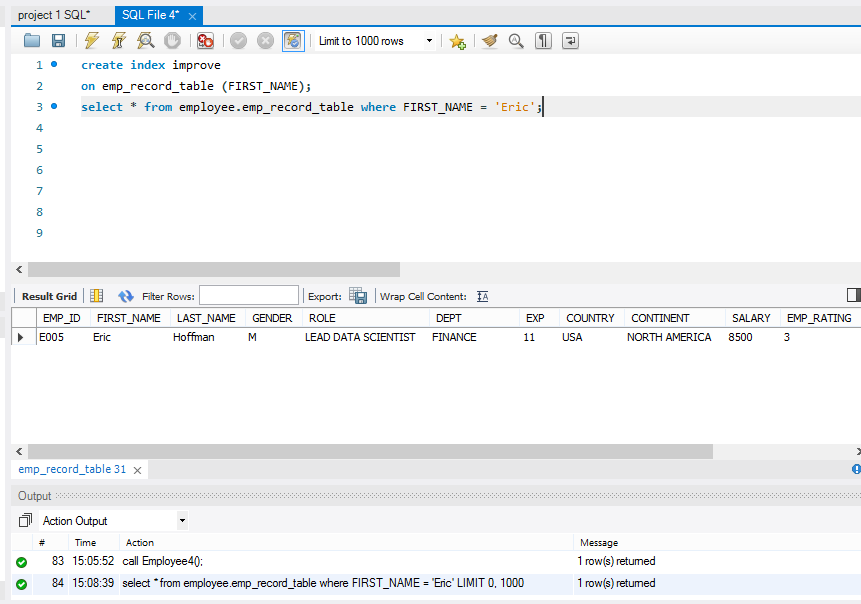 project 1 SQL* SQL File 4* ×
Limit to 1000 rows
1 create index improve
2 on emp_record_table (FIRST_NAME);
3 select * from employee.emp_record_table where FIRST_NAME = 'Eric';
4
5
6
7
8
9
Result Grid Filter Rows: Export: Wrap Cell Content: IA
EMP_ID FIRST_NAME LAST_NAME GENDER ROLE DEPT EXP COUNTRY CONTINENT SALARY EMP_RATING
E005 Eric Hoffman M LEAD DATA SCIENTIST FINANCE 11 USA NORTH AMERICA 8500 3
emp_record_table 31 ×
Output
Action Output
# Time Action Message
83 15:05:52 call Employee4(); 1 row(s) returned
84 15:08:39 select * from employee.emp_record_table where FIRST_NAME = 'Eric' LIMIT 0, 1000 1 row(s) returned